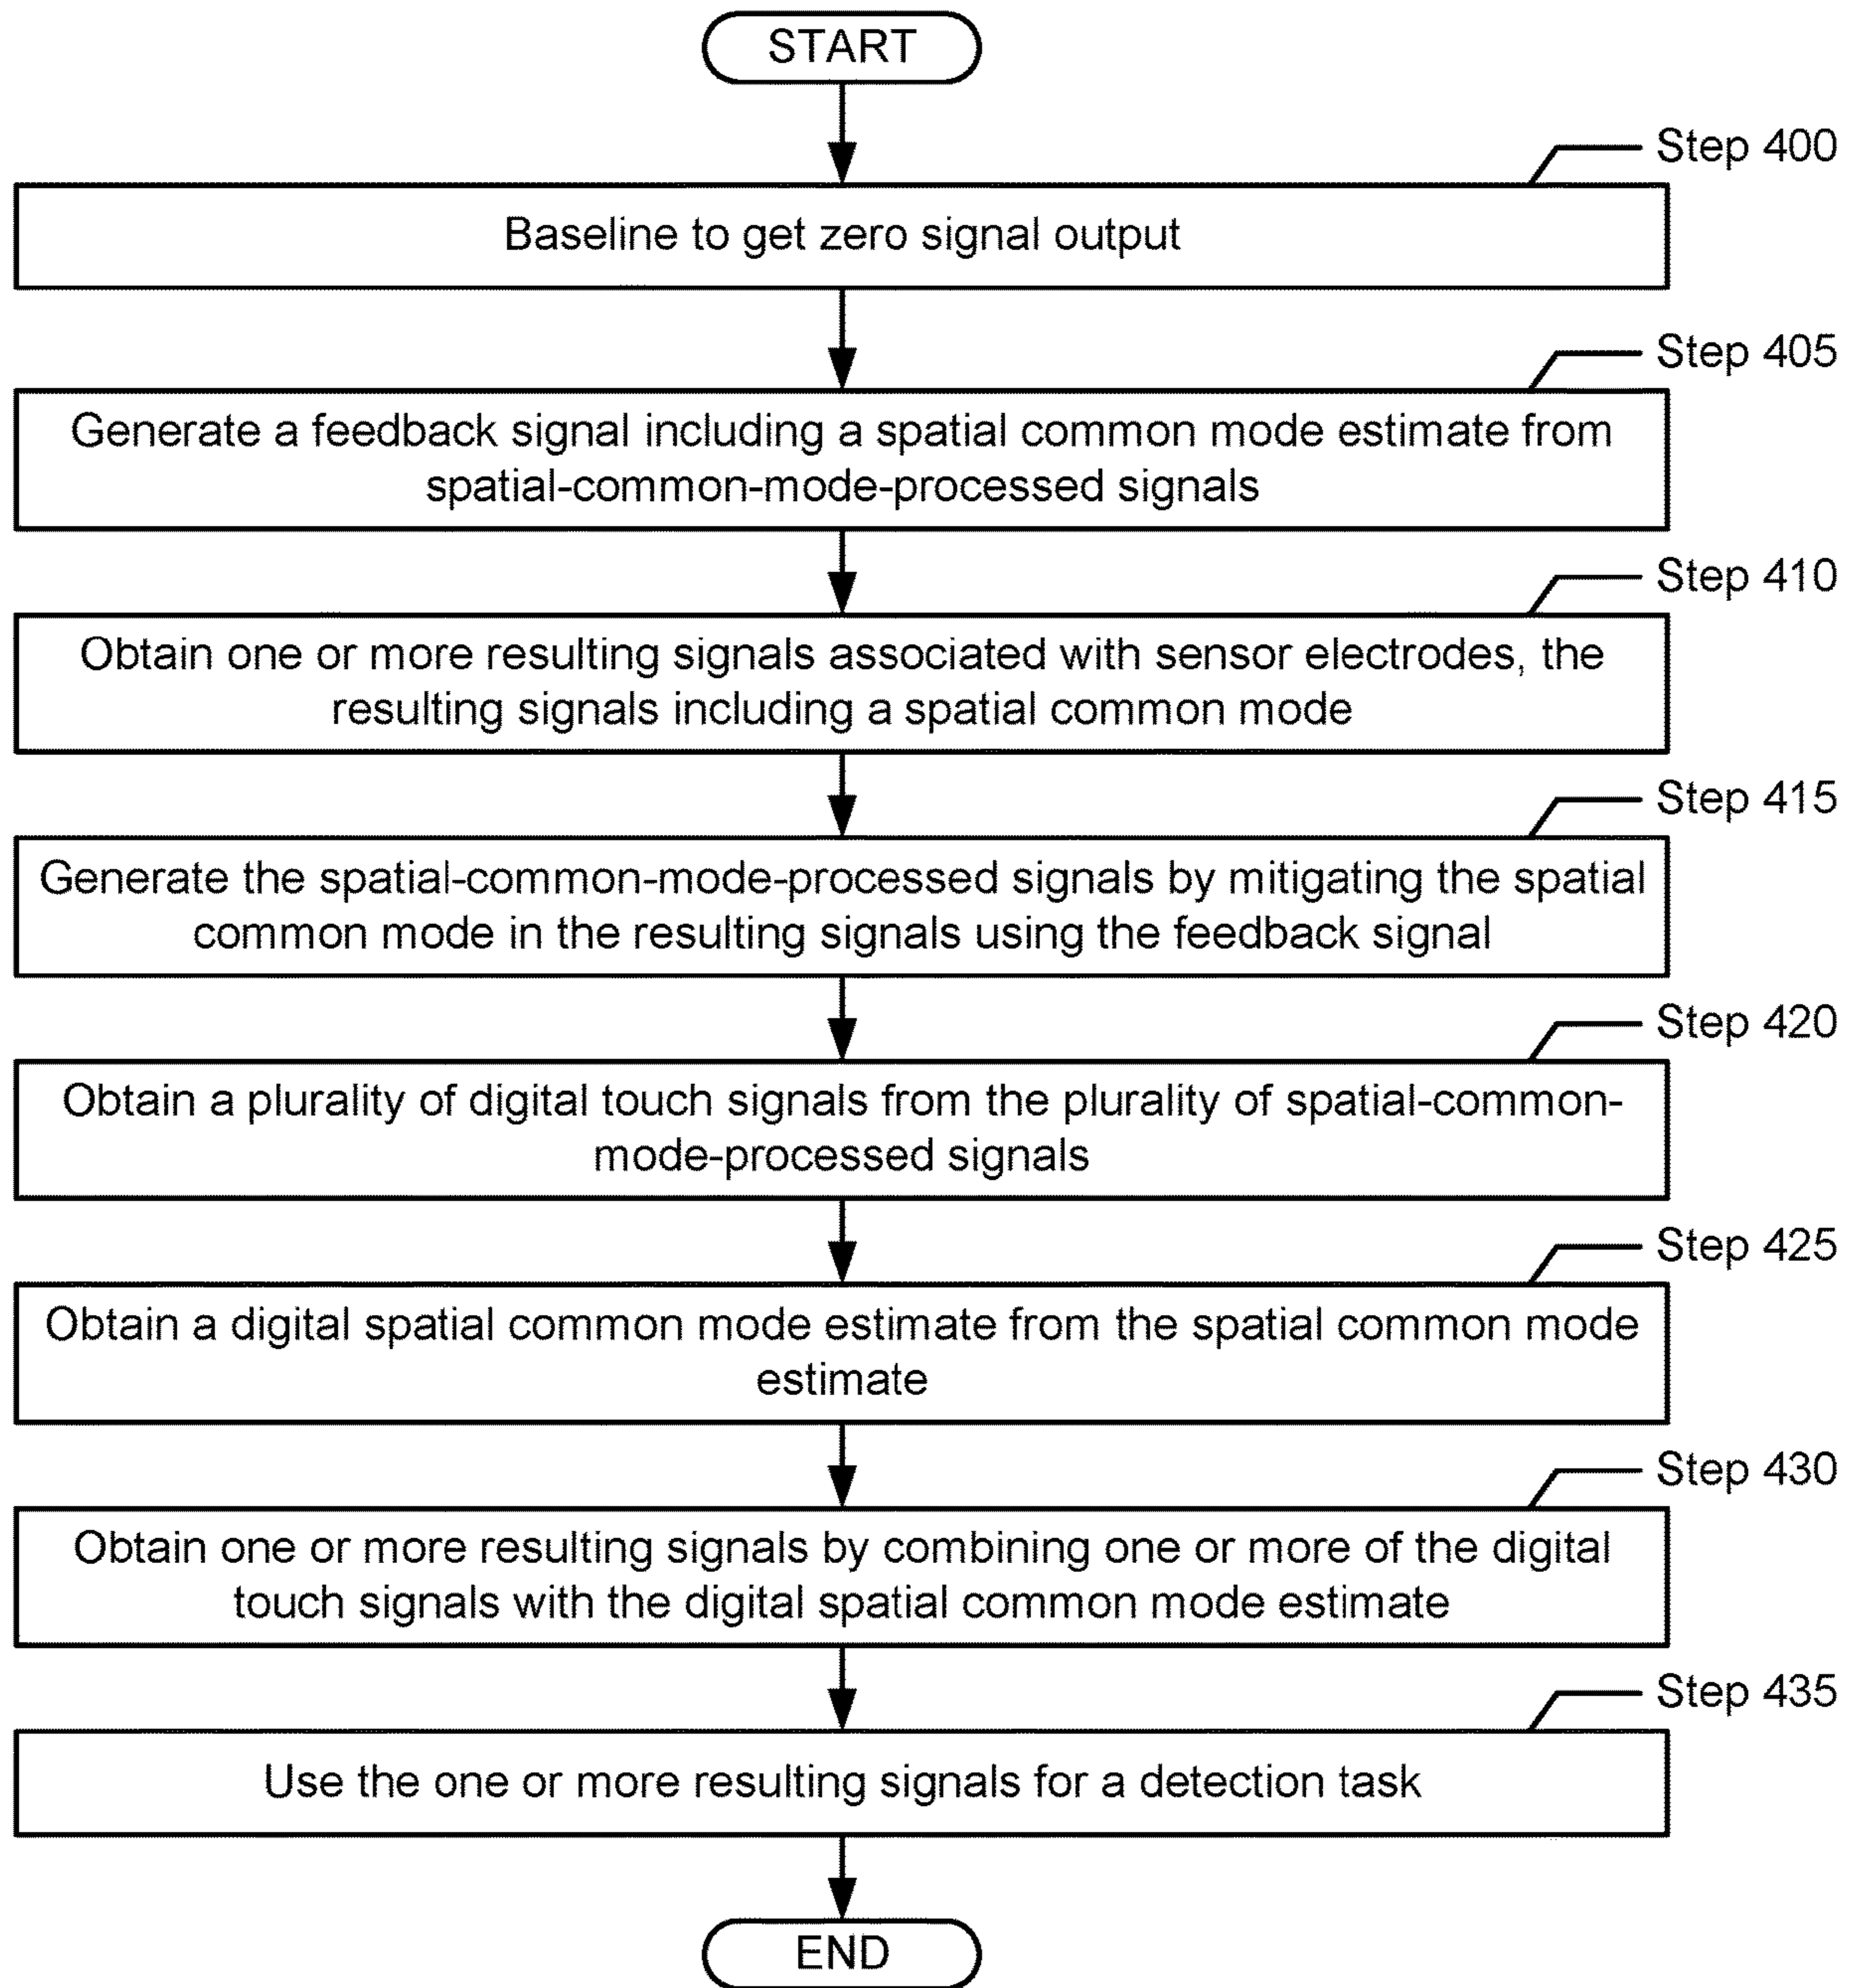 START
Step 400
Baseline to get zero signal output
Step 405
Generate a feedback signal including a spatial common mode estimate from
spatial-common-mode-processed signals
Step 410
Obtain one or more resulting signals associated with sensor electrodes, the
resulting signals including a spatial common mode
Step 415
Generate the spatial-common-mode-processed signals by mitigating the spatial
common mode in the resulting signals using the feedback signal
Step 420
Obtain a plurality of digital touch signals from the plurality of spatial-common-
mode-processed signals
Step 425
Obtain a digital spatial common mode estimate from the spatial common mode
estimate
Step 430
Obtain one or more resulting signals by combining one or more of the digital
touch signals with the digital spatial common mode estimate
Step 435
Use the one or more resulting signals for a detection task
END